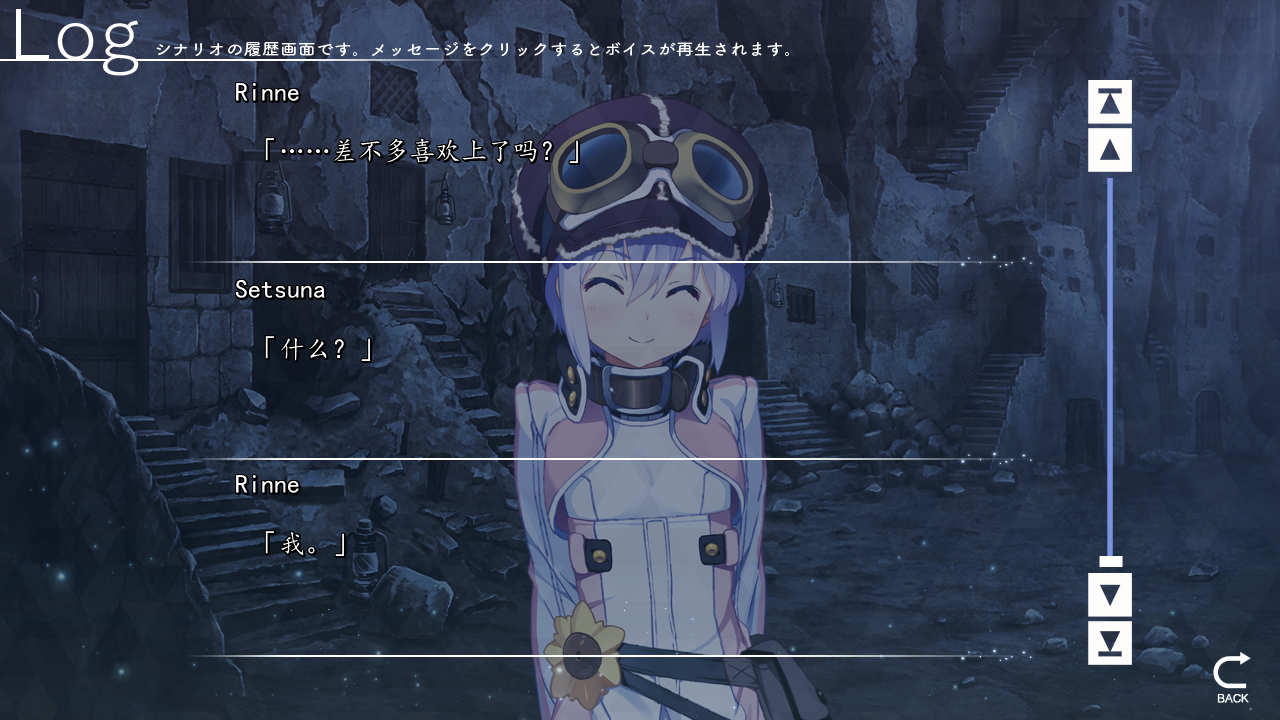 Log
シナリオの履歴画面です。メッセージをクリックするとボイスが再生されます。
Rinne
「……差不多喜欢上了吗？」
Setsuna
「什么？」
Rinne
「我。」
BACK